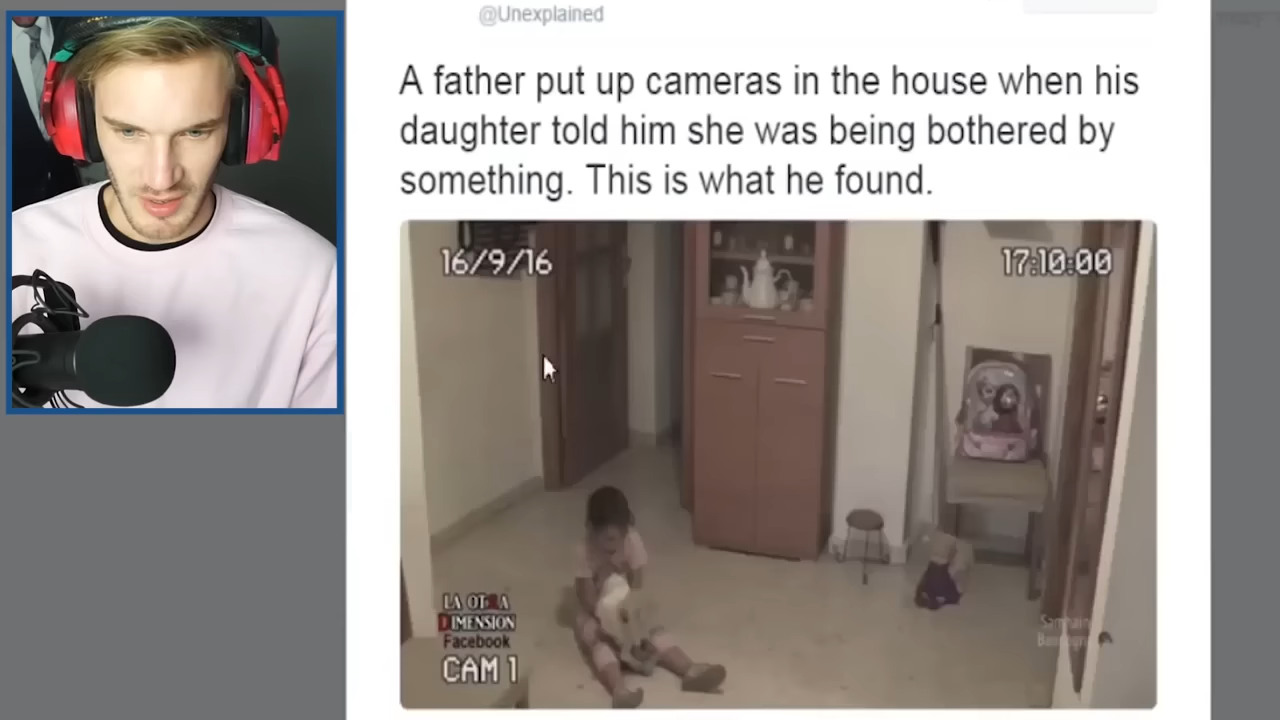 @Unexplained
A father put up cameras in the house when his
daughter told him she was being bothered by
something. This is what he found.
16/9/16
17:10:00
LA OTRA
DIMENSION
Facebook
CAM 1